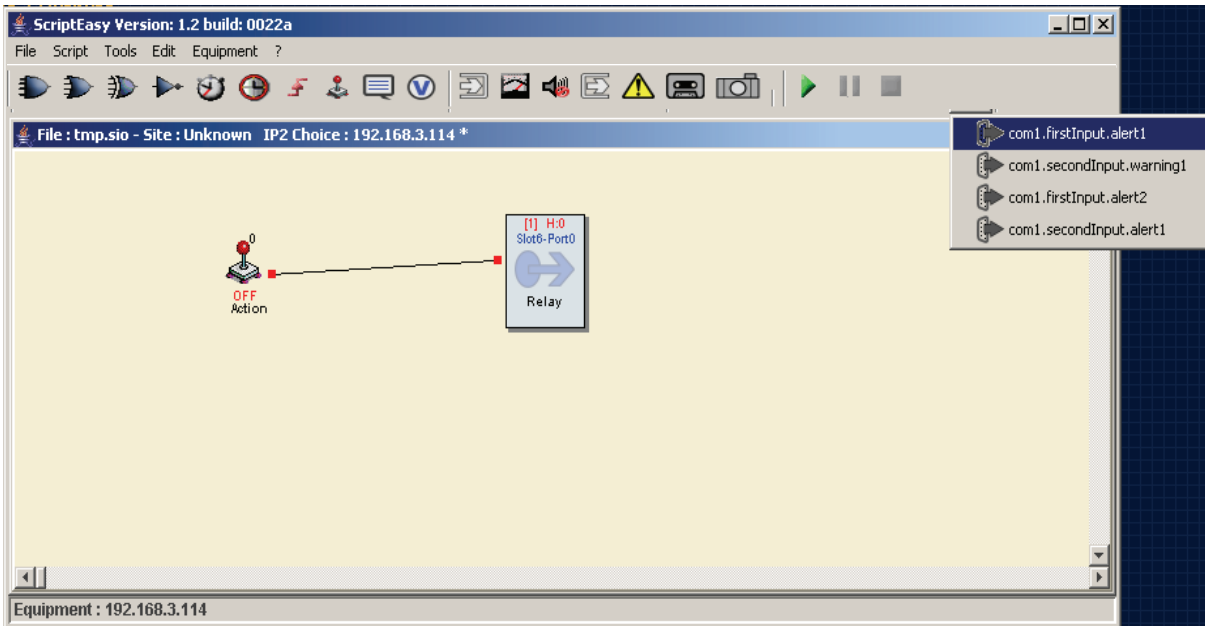 ScriptEasy Version: 1.2 build: 0022a
File Script Tools Edit Equipment ?
V
File : tmp.sio - Site : Unknown IP2 Choice : 192.168.3.114 *
com1.firstInput.alert1
com1.secondInput.warning1
com1.firstInput.alert2
com1.secondInput.alert1
0
OFF
Action
[1] H:0
Slot6-Port0
Relay
Equipment : 192.168.3.114